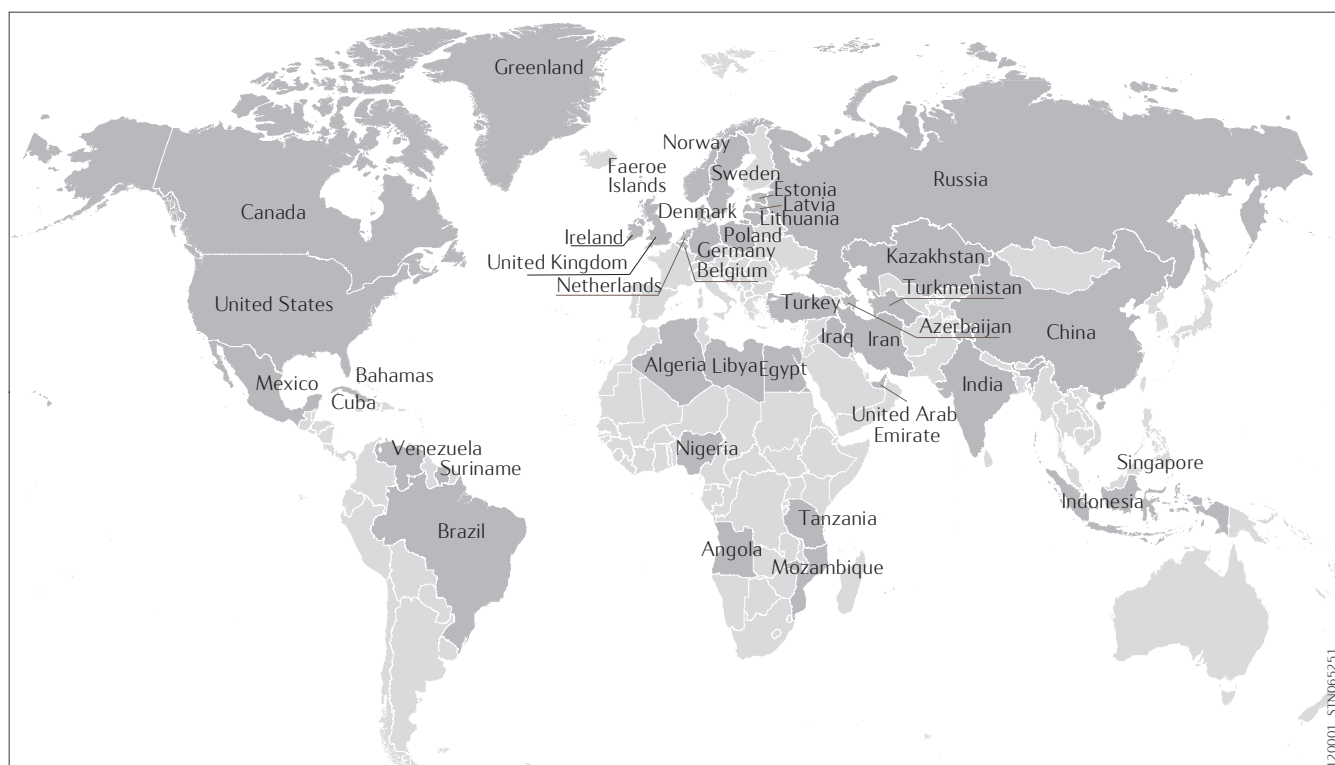 Greenland
Norway
Faeroe
Islands
Sweden
Russia
Estonia
Latvia
Lithuania
Canada
Denmark
Ireland
Poland
Germany
Kazakhstan
United Kingdom
Belgium
Netherlands
Turkmenistan
United States
Turkey
Azerbaijan
China
Iraq
Iran
Algeria
Libya
Egypt
Mexico
Bahamas
India
Cuba
United Arab
Emirate
Venezuela
Nigeria
Suriname
Singapore
Indonesia
Brazil
Tanzania
Angola
Mozambique
120001_STN065251